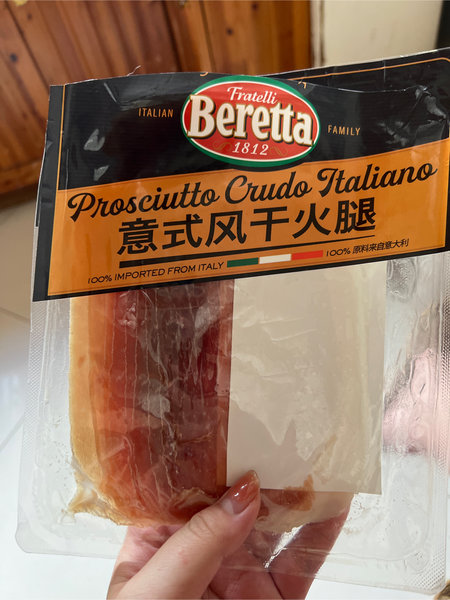 Fratelli
ITALIAN Beretta FAMILY
1812
Prosciutto Crudo Italiano
意式风干火腿
100% IMPORTED FROM ITALY 100% 原料来自意大利